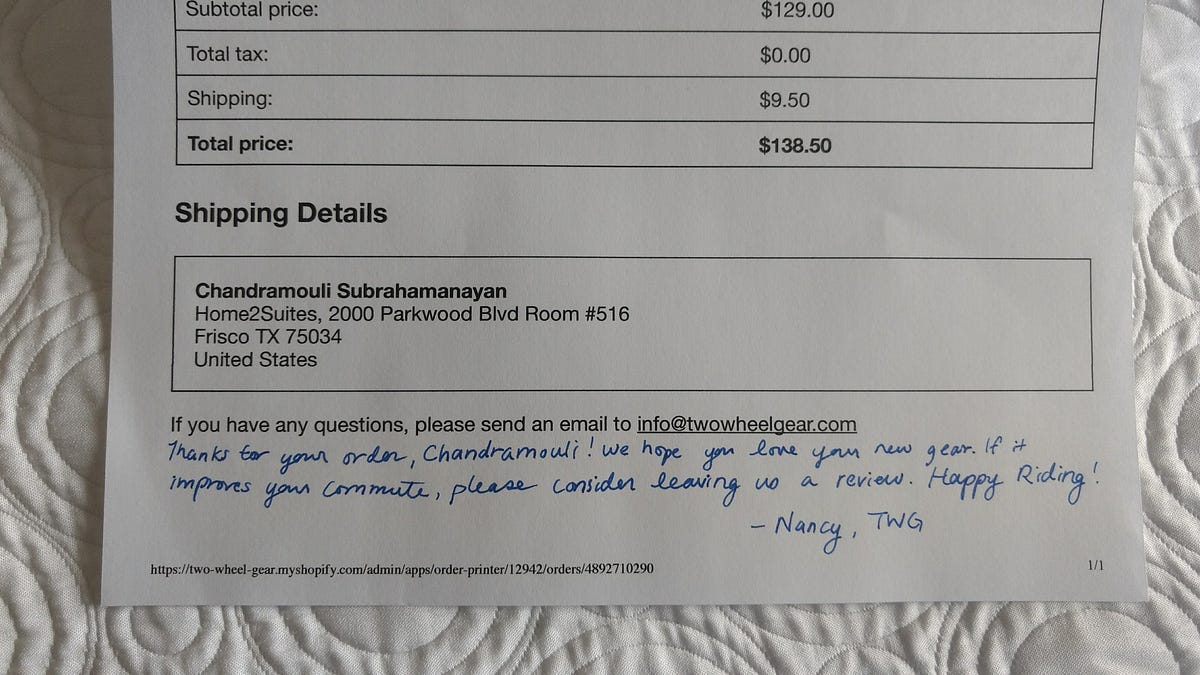 Subtotal price: $129.00
Total tax: $0.00
Shipping: $9.50
Total price: $138.50
Shipping Details
Chandramouli Subrahamanayan
Home2Suites, 2000 Parkwood Blvd Room #516
Frisco TX 75034
United States
If you have any questions, please send an email to info@twowheelgear.com
Thanks for your order, Chandramouli! We hope you love your new gear. If it
improves your commute, please consider leaving us a review. Happy Riding!
- Nancy, TWG
https://two-wheel-gear.myshopify.com/admin/apps/order-printer/12942/orders/4892710290 1/1